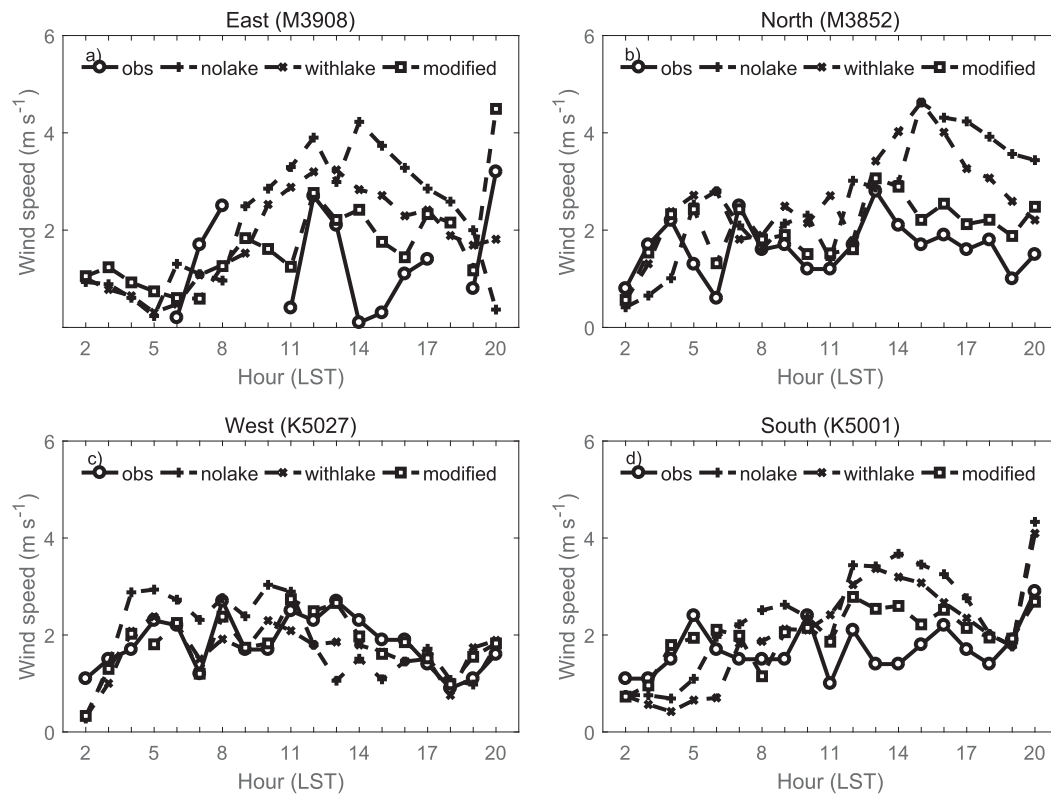 East (M3908)
a)
obs nolake withlake modified
Wind speed (m s⁻¹)
6
4
2
0
2 5 8 11 14 17 20
Hour (LST)
North (M3852)
b)
obs nolake withlake modified
Wind speed (m s⁻¹)
6
4
2
0
2 5 8 11 14 17 20
Hour (LST)
West (K5027)
c)
obs nolake withlake modified
Wind speed (m s⁻¹)
6
4
2
0
2 5 8 11 14 17 20
Hour (LST)
South (K5001)
d)
obs nolake withlake modified
Wind speed (m s⁻¹)
6
4
2
0
2 5 8 11 14 17 20
Hour (LST)